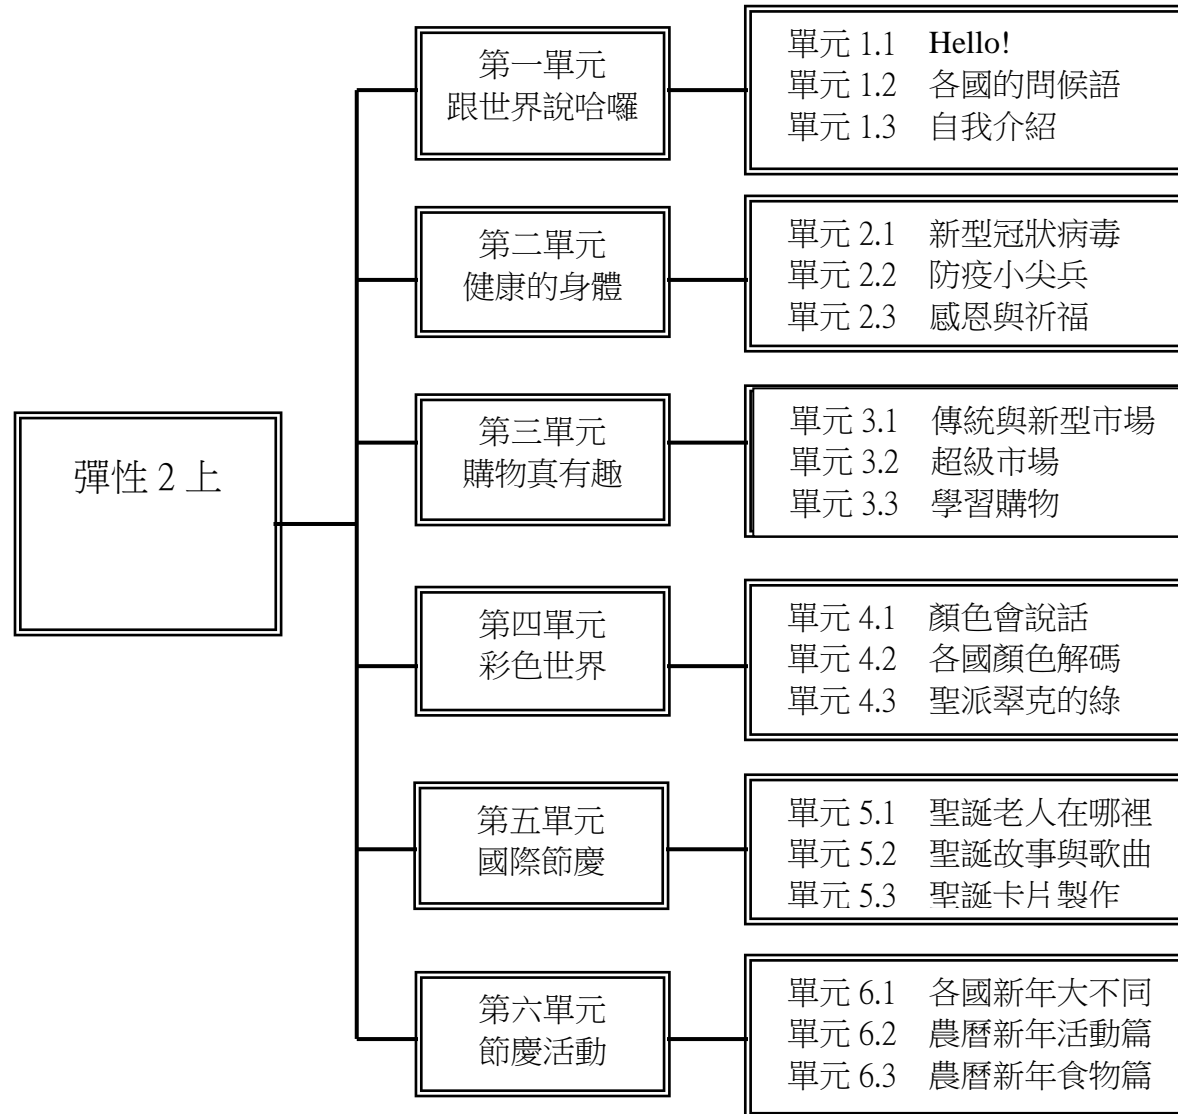 彈性 2 上
第一單元
跟世界說哈囉
單元 1.1 Hello!
單元 1.2 各國的問候語
單元 1.3 自我介紹
第二單元
健康的身體
單元 2.1 新型冠狀病毒
單元 2.2 防疫小尖兵
單元 2.3 感恩與祈福
第三單元
購物真有趣
單元 3.1 傳統與新型市場
單元 3.2 超級市場
單元 3.3 學習購物
第四單元
彩色世界
單元 4.1 顏色會說話
單元 4.2 各國顏色解碼
單元 4.3 聖派翠克的綠
第五單元
國際節慶
單元 5.1 聖誕老人在哪裡
單元 5.2 聖誕故事與歌曲
單元 5.3 聖誕卡片製作
第六單元
節慶活動
單元 6.1 各國新年大不同
單元 6.2 農曆新年活動篇
單元 6.3 農曆新年食物篇